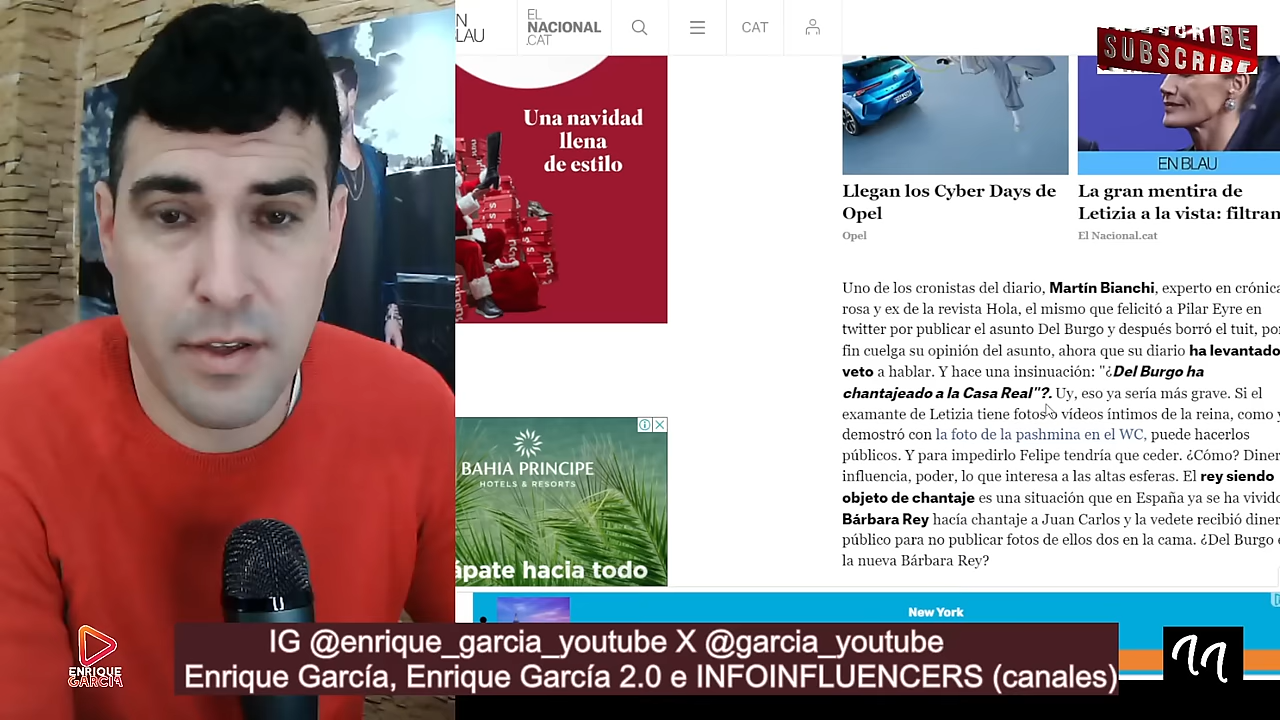 N
LAU
EL
NACIONAL
.CAT
CAT
SCRIBE
SUBSCRIBE
Una navidad
llena
de estilo
EN BLAU
Llegan los Cyber Days de
Opel
Opel
La gran mentira de
Letizia a la vista: filtran
El Nacional.cat
Uno de los cronistas del diario, Martín Bianchi, experto en crónica
rosa y ex de la revista Hola, el mismo que felicitó a Pilar Eyre en
twitter por publicar el asunto Del Burgo y después borró el tuit, po
fin cuelga su opinión del asunto, ahora que su diario ha levantado
veto a hablar. Y hace una insinuación: "¿Del Burgo ha
chantajeado a la Casa Real"?. Uy, eso ya sería más grave. Si el
examante de Letizia tiene fotos o vídeos íntimos de la reina, como y
demostró con la foto de la pashmina en el WC, puede hacerlos
públicos. Y para impedirlo Felipe tendría que ceder. ¿Cómo? Diner
influencia, poder, lo que interesa a las altas esferas. El rey siendo
objeto de chantaje es una situación que en España ya se ha vivido
Bárbara Rey hacía chantaje a Juan Carlos y la vedete recibió diner
público para no publicar fotos de ellos dos en la cama. ¿Del Burgo e
la nueva Bárbara Rey?
BAHIA PRINCIPE
HOTELS & RESORTS
ápate hacia todo
New York
IG @enrique_garcia_youtube X @garcia_youtube
Enrique García, Enrique García 2.0 e INFOINFLUENCERS (canales)
ENRIQUE
GARCÍA